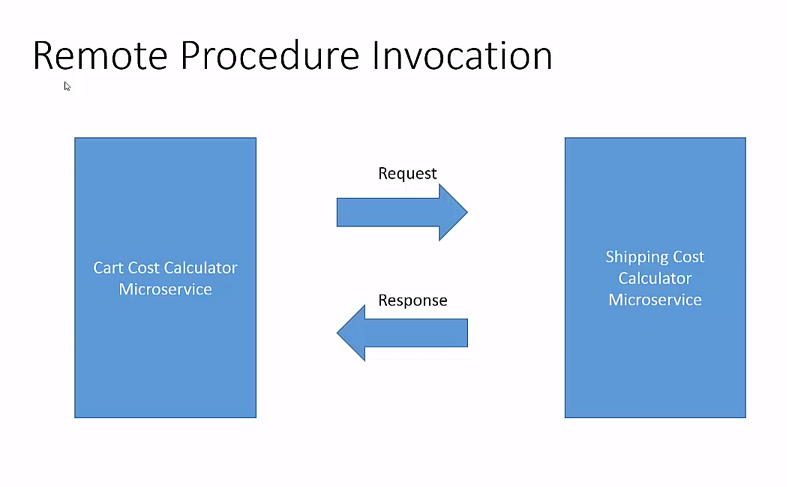 Remote Procedure Invocation
Request
Cart Cost Calculator
Microservice
Shipping Cost
Calculator
Microservice
Response